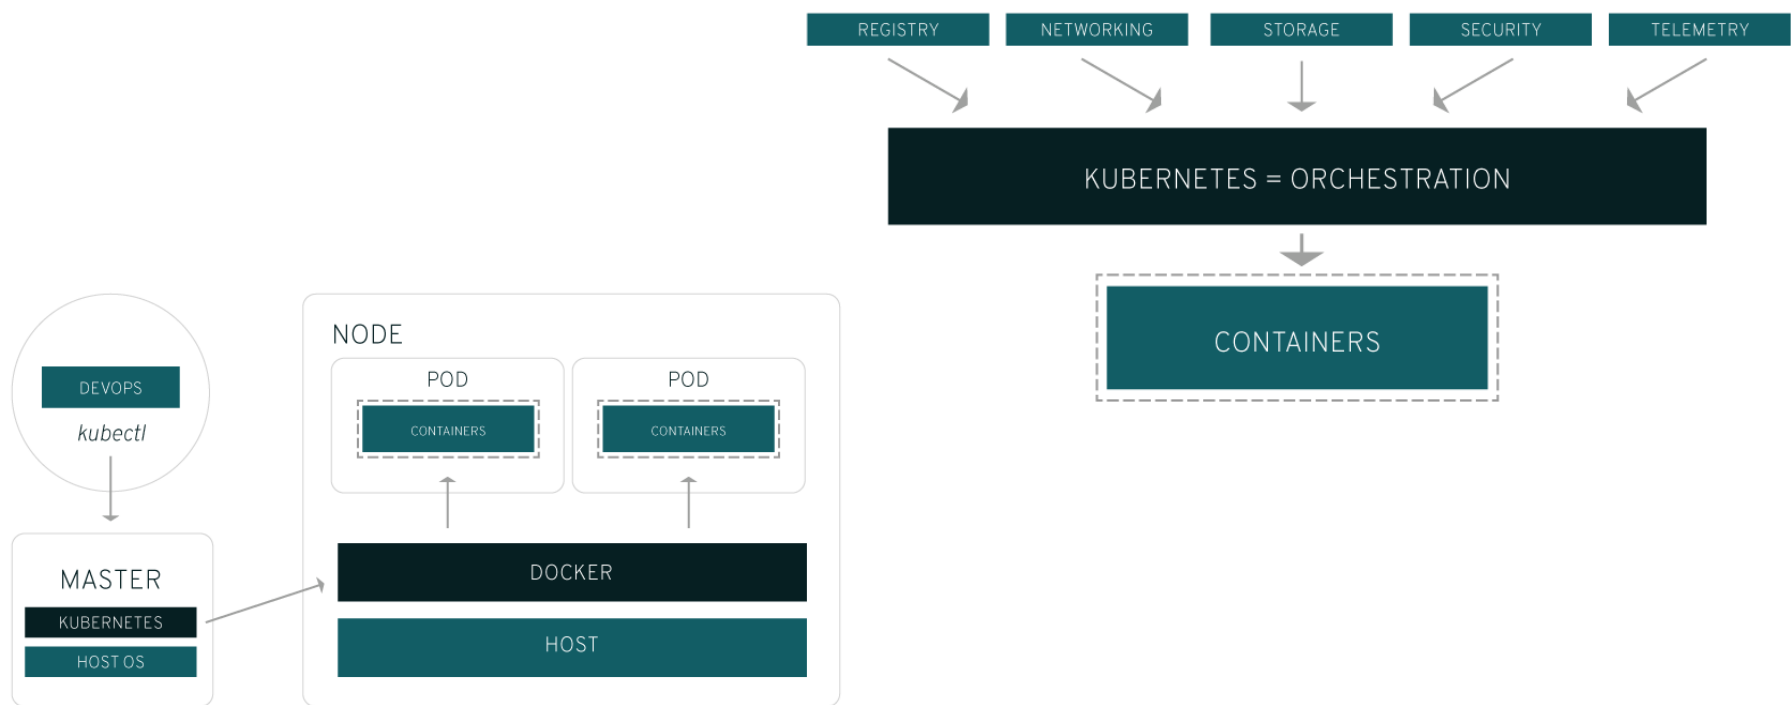 REGISTRY
NETWORKING
STORAGE
SECURITY
TELEMETRY
KUBERNETES = ORCHESTRATION
CONTAINERS
DEVOPS
kubectl
MASTER
KUBERNETES
HOST OS
NODE
POD
CONTAINERS
POD
CONTAINERS
DOCKER
HOST